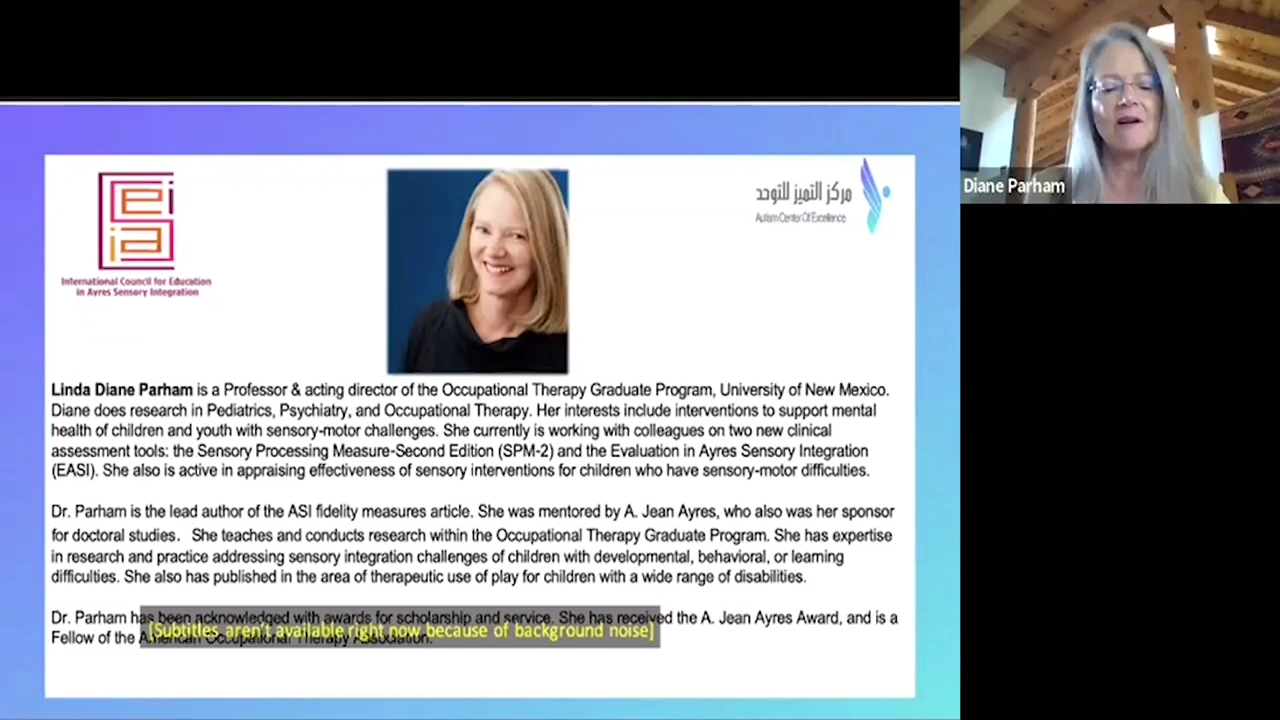 ei
ia
International Council for Education
in Ayres Sensory Integration
مركز التميز للتوحد
Autism Center Of Excellence
Diane Parham
Linda Diane Parham is a Professor & acting director of the Occupational Therapy Graduate Program, University of New Mexico.
Diane does research in Pediatrics, Psychiatry, and Occupational Therapy. Her interests include interventions to support mental
health of children and youth with sensory-motor challenges. She currently is working with colleagues on two new clinical
assessment tools: the Sensory Processing Measure-Second Edition (SPM-2) and the Evaluation in Ayres Sensory Integration
(EASI). She also is active in appraising effectiveness of sensory interventions for children who have sensory-motor difficulties.
Dr. Parham is the lead author of the ASI fidelity measures article. She was mentored by A. Jean Ayres, who also was her sponsor
for doctoral studies. She teaches and conducts research within the Occupational Therapy Graduate Program. She has expertise
in research and practice addressing sensory integration challenges of children with developmental, behavioral, or learning
difficulties. She also has published in the area of therapeutic use of play for children with a wide range of disabilities.
Dr. Parham has been acknowledged with awards for scholarship and service. She has received the A. Jean Ayres Award, and is a
Fellow of the American Occupational Therapy Association.
[Subtitles aren't available right now because of background noise]